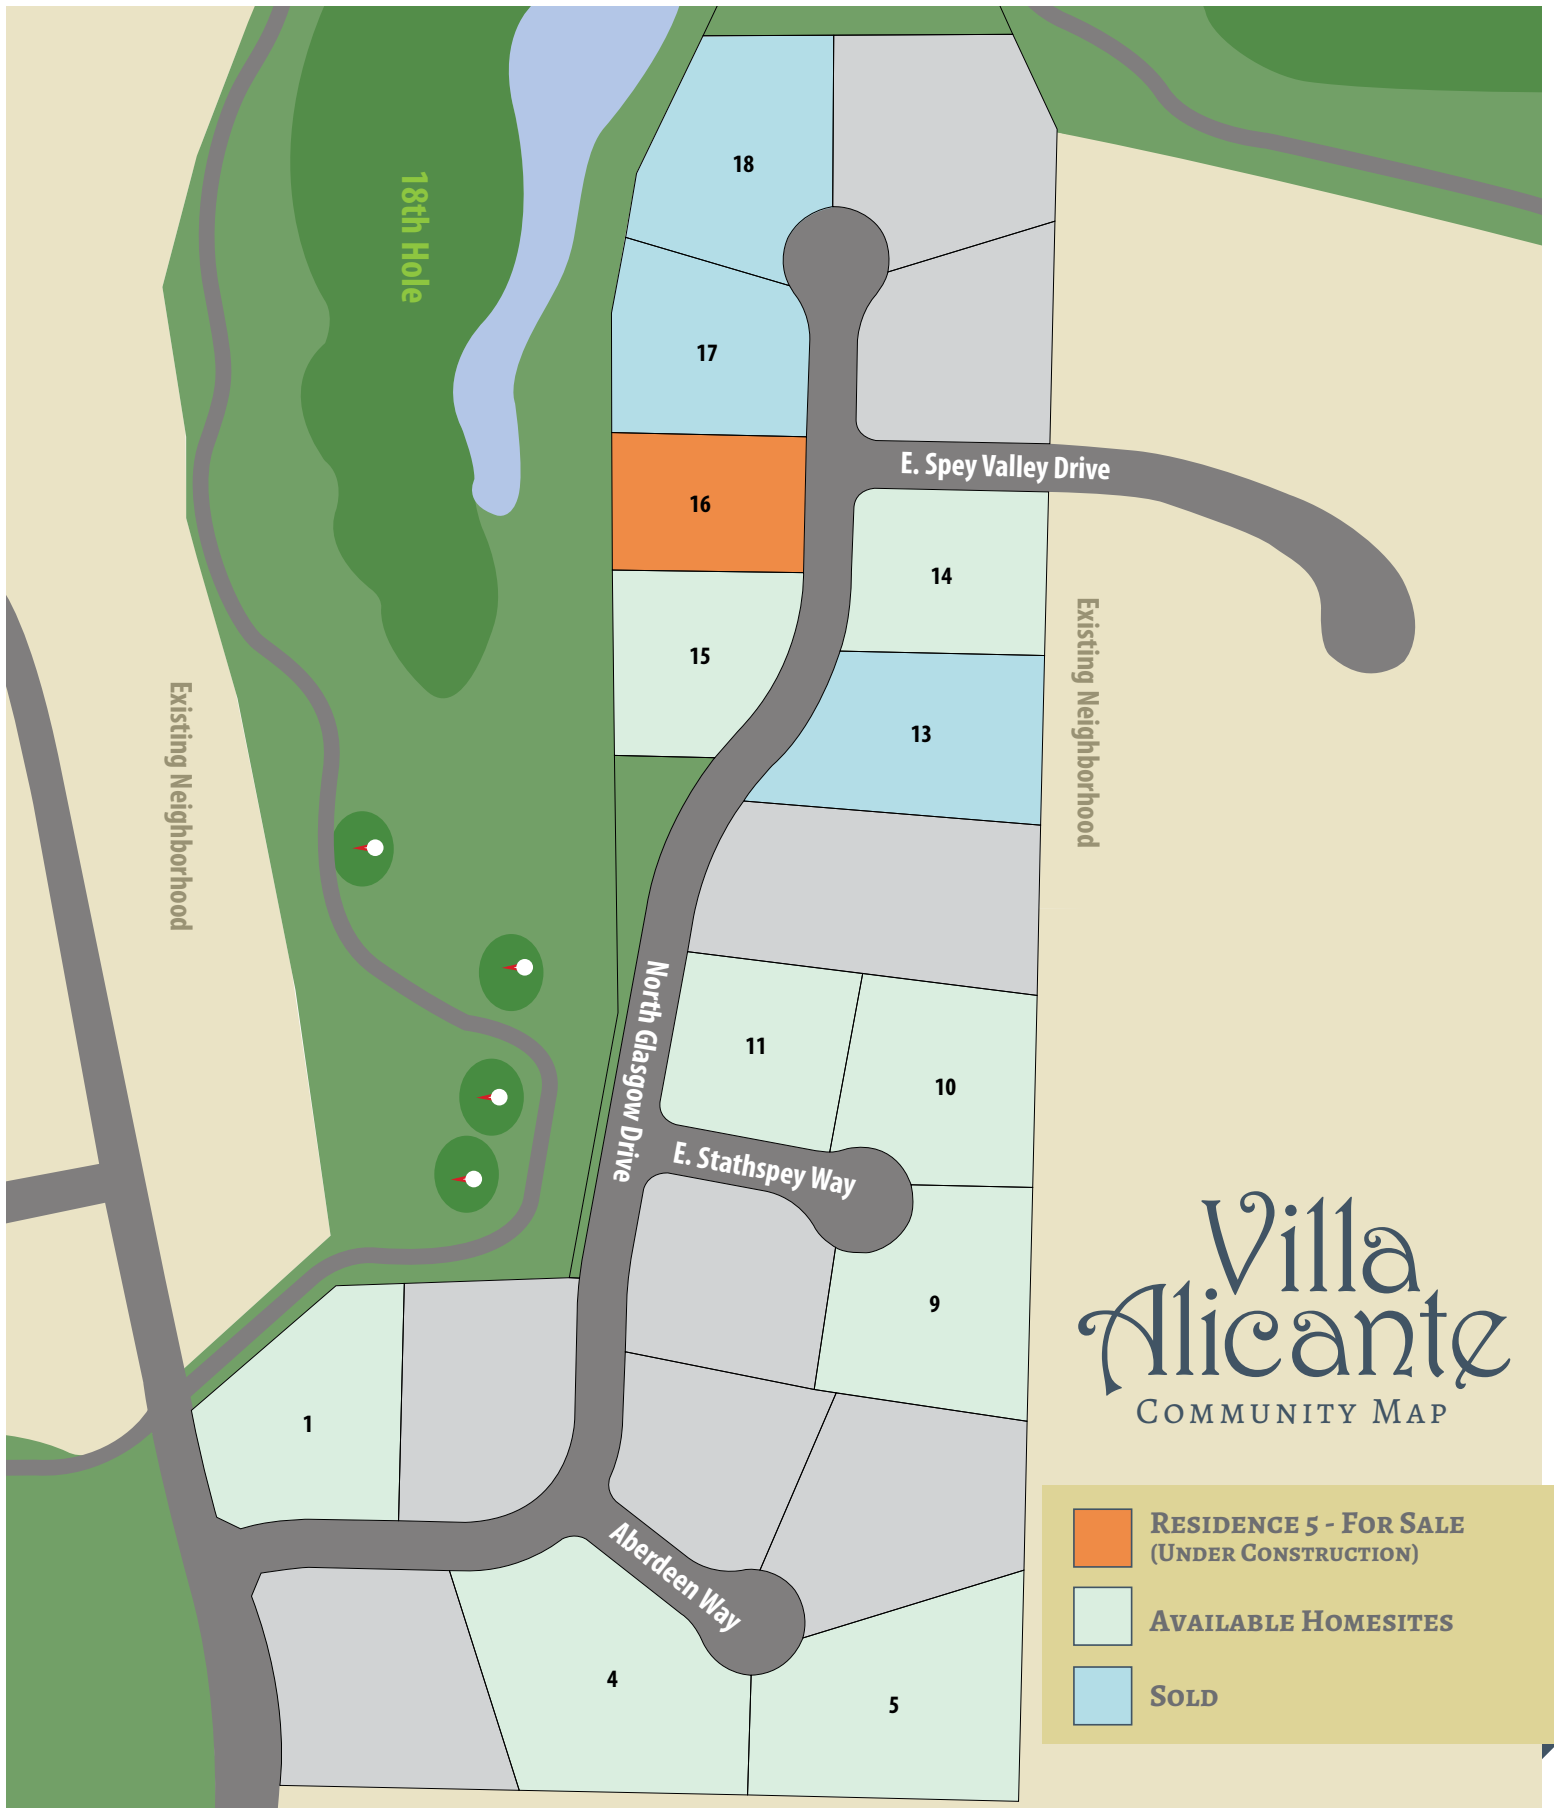 18
18th Hole
17
E. Spey Valley Drive
16
14
15
Existing Neighborhood
13
Existing Neighborhood
North Glasgow Drive
11
10
E. Stathspey Way
9
Villa
Alicante
Community Map
1
Aberdeen Way
4
5
Residence 5 - For Sale
(Under Construction)
Available Homesites
Sold